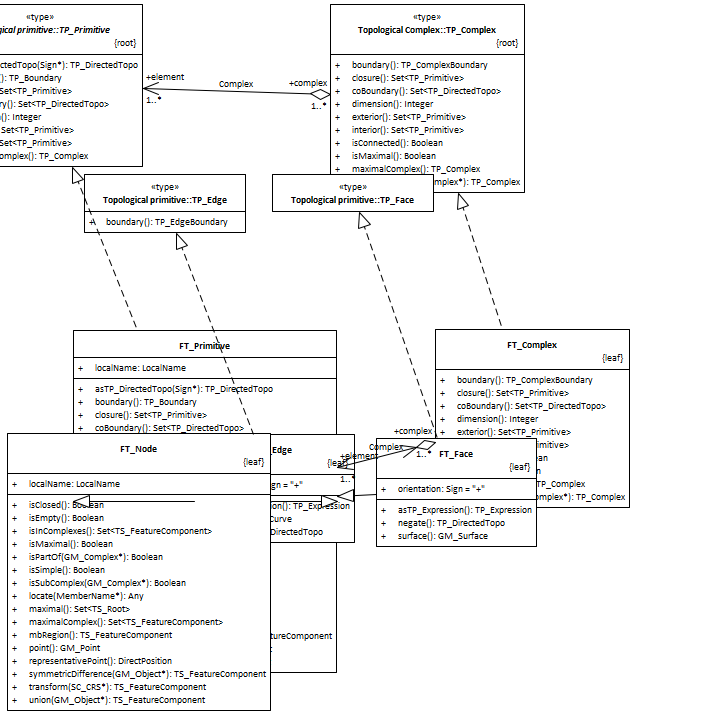 «type»
gical primitive::TP_Primitive
{root}
ctedTopo(Sign*): TP_DirectedTopo
(): TP_Boundary
Set<TP_Primitive>
ry(): Set<TP_DirectedTopo>
(): Integer
Set<TP_Primitive>
Set<TP_Primitive>
omplex(): TP_Complex
«type»
Topological Complex::TP_Complex
{root}
+ boundary(): TP_ComplexBoundary
+ closure(): Set<TP_Primitive>
+ coBoundary(): Set<TP_DirectedTopo>
+ dimension(): Integer
+ exterior(): Set<TP_Primitive>
+ interior(): Set<TP_Primitive>
+ isConnected(): Boolean
+ isMaximal(): Boolean
+ maximalComplex(): TP_Complex
mplex*): TP_Complex
+element
1..*
Complex
+complex
1..*
«type»
Topological primitive::TP_Edge
+ boundary(): TP_EdgeBoundary
«type»
Topological primitive::TP_Face
FT_Primitive
+ localName: LocalName
+ asTP_DirectedTopo(Sign*): TP_DirectedTopo
+ boundary(): TP_Boundary
+ closure(): Set<TP_Primitive>
+ coBoundary(): Set<TP_DirectedTopo>
tureComponent
FT_Complex
{leaf}
+ boundary(): TP_ComplexBoundary
+ closure(): Set<TP_Primitive>
+ coBoundary(): Set<TP_DirectedTopo>
+ dimension(): Integer
+ exterior(): Set<TP_Primitive>
imitive>
an
n
P_Complex
mplex*): TP_Complex
FT_Node
{leaf}
+ localName: LocalName
+ isClosed(): Boolean
+ isEmpty(): Boolean
+ isInComplexes(): Set<TS_FeatureComponent>
+ isMaximal(): Boolean
+ isPartOf(GM_Complex*): Boolean
+ isSimple(): Boolean
+ isSubComplex(GM_Complex*): Boolean
+ locate(MemberName*): Any
+ maximal(): Set<TS_Root>
+ maximalComplex(): Set<TS_FeatureComponent>
+ mbRegion(): TS_FeatureComponent
+ point(): GM_Point
+ representativePoint(): DirectPosition
+ symmetricDifference(GM_Object*): TS_FeatureComponent
+ transform(SC_CRS*): TS_FeatureComponent
+ union(GM_Object*): TS_FeatureComponent
_Edge
{leaf}
ign = "+"
ion(): TP_Expression
Curve
DirectedTopo
+element
1..*
Complex
+complex
1..*
FT_Face
{leaf}
+ orientation: Sign = "+"
+ asTP_Expression(): TP_Expression
+ negate(): TP_DirectedTopo
+ surface(): GM_Surface